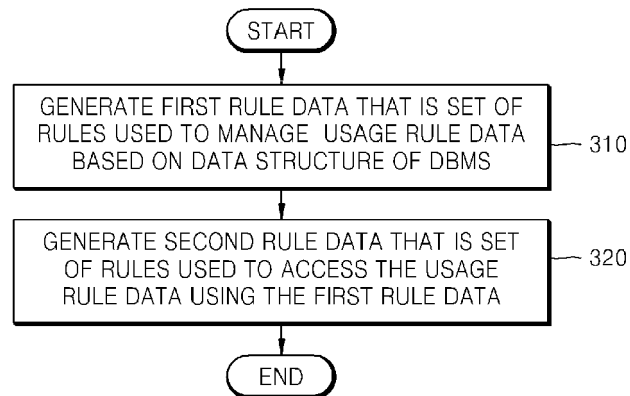 START
GENERATE FIRST RULE DATA THAT IS SET OF
RULES USED TO MANAGE USAGE RULE DATA
BASED ON DATA STRUCTURE OF DBMS
310
GENERATE SECOND RULE DATA THAT IS SET
OF RULES USED TO ACCESS THE USAGE
RULE DATA USING THE FIRST RULE DATA
320
END